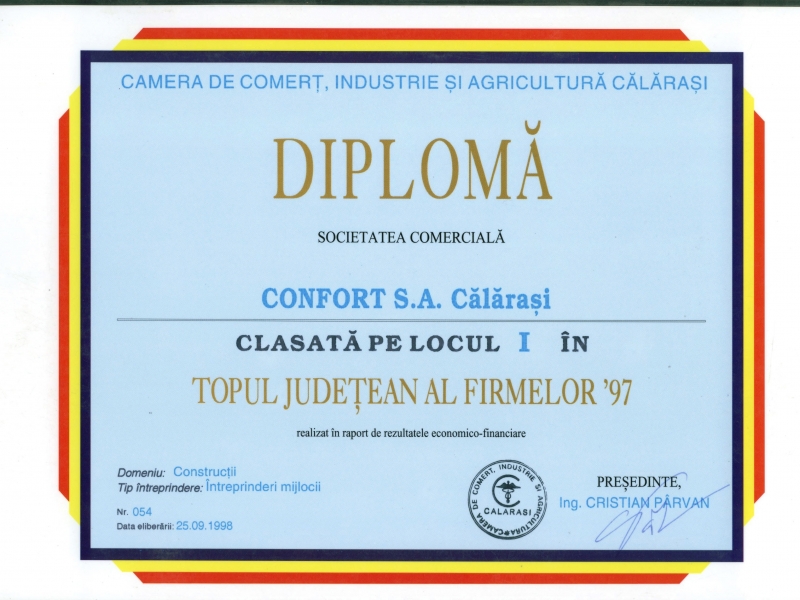 CAMERA DE COMERȚ, INDUSTRIE ȘI AGRICULTURĂ CĂLĂRAȘI
DIPLOMĂ
SOCIETATEA COMERCIALĂ
CONFORT S.A. Călărași
CLASATĂ PE LOCUL I ÎN
TOPUL JUDEȚEAN AL FIRMELOR '97
realizat în raport de rezultatele economico-financiare
Domeniu: Construcții
Tip întreprindere: Întreprinderi mijlocii
Nr. 054
Data eliberării: 25.09.1998
CAMERA DE COMERȚ, INDUSTRIE ȘI AGRICULTURA
CALARASI
PREȘEDINTE,
Ing. CRISTIAN PÂRVAN